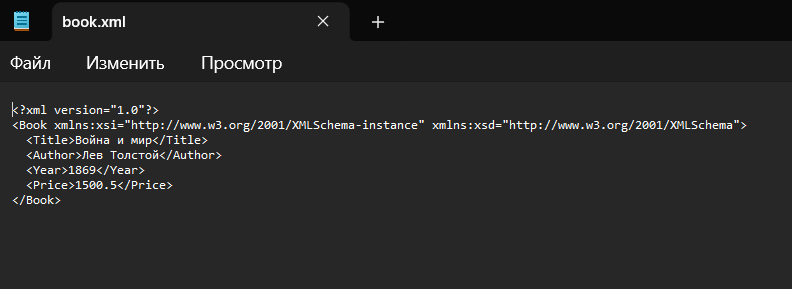 book.xml
Файл Изменить Просмотр
<?xml version="1.0"?>
<Book xmlns:xsi="http://www.w3.org/2001/XMLSchema-instance" xmlns:xsd="http://www.w3.org/2001/XMLSchema">
  <Title>Война и мир</Title>
  <Author>Лев Толстой</Author>
  <Year>1869</Year>
  <Price>1500.5</Price>
</Book>